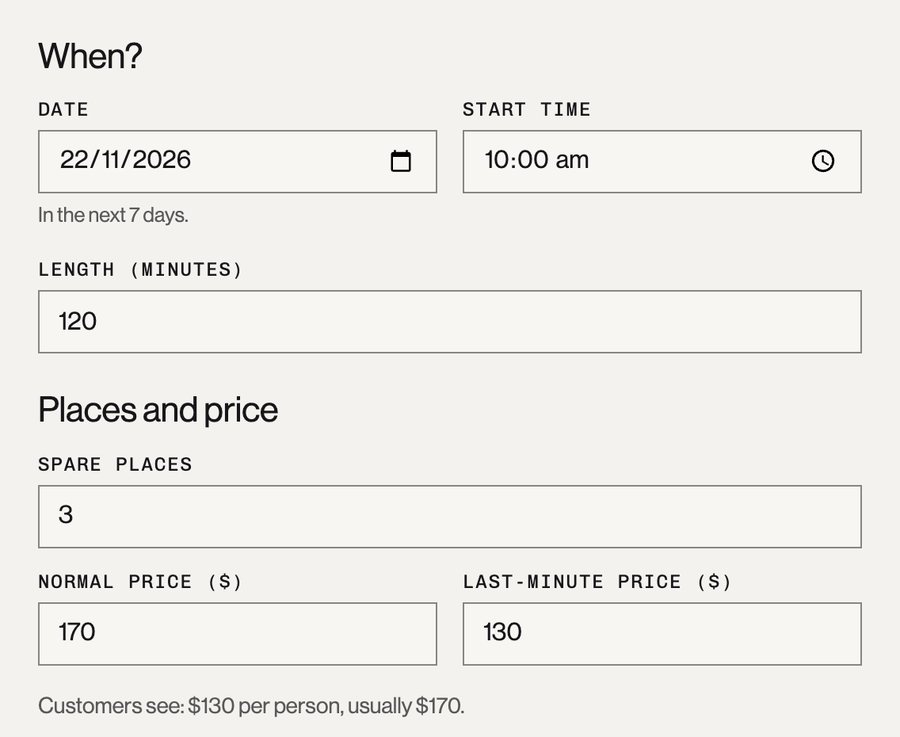 When?
DATE
START TIME
22/11/2026
10:00 am
In the next 7 days.
LENGTH (MINUTES)
120
Places and price
SPARE PLACES
3
NORMAL PRICE ($)
LAST-MINUTE PRICE ($)
170
130
Customers see: $130 per person, usually $170.